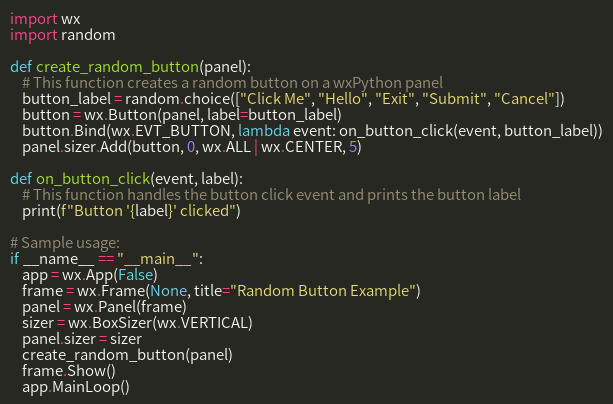 import wx
import random

def create_random_button(panel):
    # This function creates a random button on a wxPython panel
    button_label = random.choice(["Click Me", "Hello", "Exit", "Submit", "Cancel"])
    button = wx.Button(panel, label=button_label)
    button.Bind(wx.EVT_BUTTON, lambda event: on_button_click(event, button_label))
    panel.sizer.Add(button, 0, wx.ALL | wx.CENTER, 5)

def on_button_click(event, label):
    # This function handles the button click event and prints the button label
    print(f"Button '{label}' clicked")

# Sample usage:
if __name__ == "__main__":
    app = wx.App(False)
    frame = wx.Frame(None, title="Random Button Example")
    panel = wx.Panel(frame)
    sizer = wx.BoxSizer(wx.VERTICAL)
    panel.sizer = sizer
    create_random_button(panel)
    frame.Show()
    app.MainLoop()